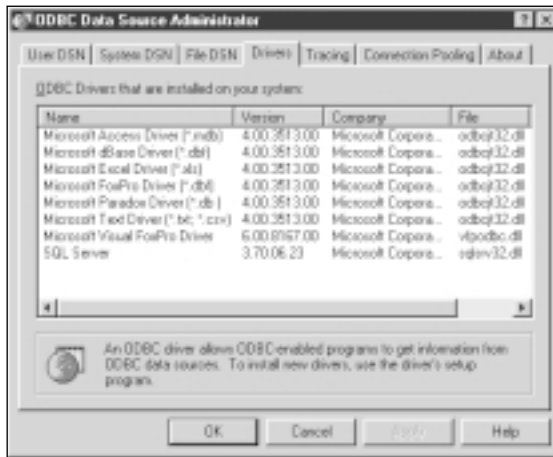 ODBC Data Source Administrator
User DSN System DSN File DSN Drivers Tracing Connection Pooling About
ODBC Drivers that are installed on your system:
Name Version Company File
Microsoft Access Driver (*.mdb) 4.00.3513.00 Microsoft Corpora... odbcjt32.dll
Microsoft dBase Driver (*.dbf) 4.00.3513.00 Microsoft Corpora... odbcjt32.dll
Microsoft Excel Driver (*.xls) 4.00.3513.00 Microsoft Corpora... odbcjt32.dll
Microsoft FoxPro Driver (*.dbf) 4.00.3513.00 Microsoft Corpora... odbcjt32.dll
Microsoft Paradox Driver (*.db ) 4.00.3513.00 Microsoft Corpora... odbcjt32.dll
Microsoft Text Driver (*.txt; *.csv) 4.00.3513.00 Microsoft Corpora... odbcjt32.dll
Microsoft Visual FoxPro Driver 6.00.8167.00 Microsoft Corpora... vfpodbc.dll
SQL Server 3.70.06.23 Microsoft Corpora... sqlsrv32.dll
An ODBC driver allows ODBC-enabled programs to get information from
ODBC data sources. To install new drivers, use the driver's setup
program.
OK Cancel Apply Help